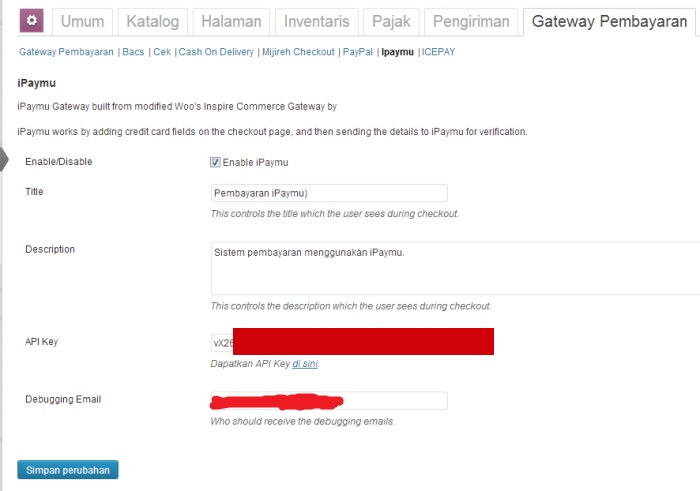 Umum Katalog Halaman Inventaris Pajak Pengiriman Gateway Pembayaran
Gateway Pembayaran | Bacs | Cek | Cash On Delivery | Mijireh Checkout | PayPal | Ipaymu | ICEPAY
iPaymu
iPaymu Gateway built from modified Woo's Inspire Commerce Gateway by
iPaymu works by adding credit card fields on the checkout page, and then sending the details to iPaymu for verification.
Enable/Disable Enable iPaymu
Title Pembayaran iPaymu)
This controls the title which the user sees during checkout.
Description Sistem pembayaran menggunakan iPaymu.
This controls the description which the user sees during checkout.
API Key vX26
Dapatkan API Key di sini.
Debugging Email
Who should receive the debugging emails.
Simpan perubahan